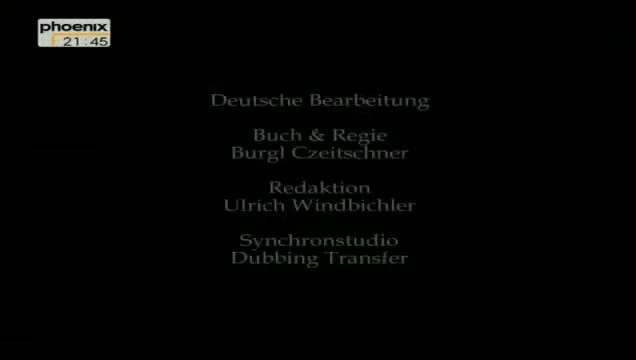 phoenix
21:45
Deutsche Bearbeitung
Buch & Regie
Burgl Czeitschner
Redaktion
Ulrich Windbichler
Synchronstudio
Dubbing Transfer